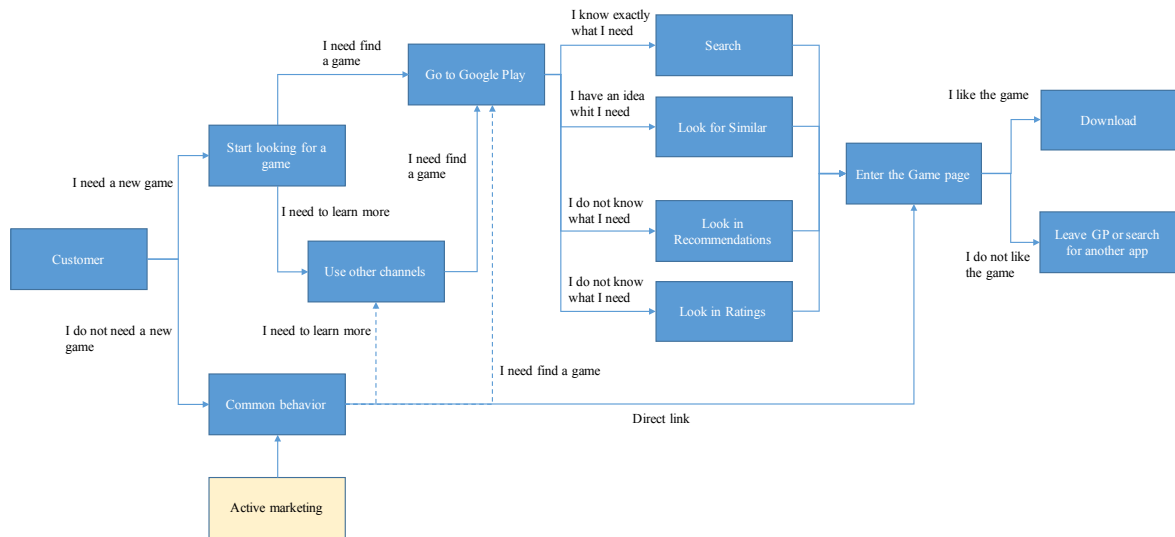 I know exactly
what I need
Search
I need find
a game
Go to Google Play
I have an idea
whit I need
Look for Similar
I like the game
Download
Start looking for a
game
I need find
a game
Enter the Game page
I need a new game
I need to learn more
I do not know
what I need
Look in
Recommendations
Leave GP or search
for another app
I do not like
the game
Customer
Use other channels
I do not know
what I need
Look in Ratings
I do not need a new
game
I need to learn more
I need find a game
Common behavior
Direct link
Active marketing